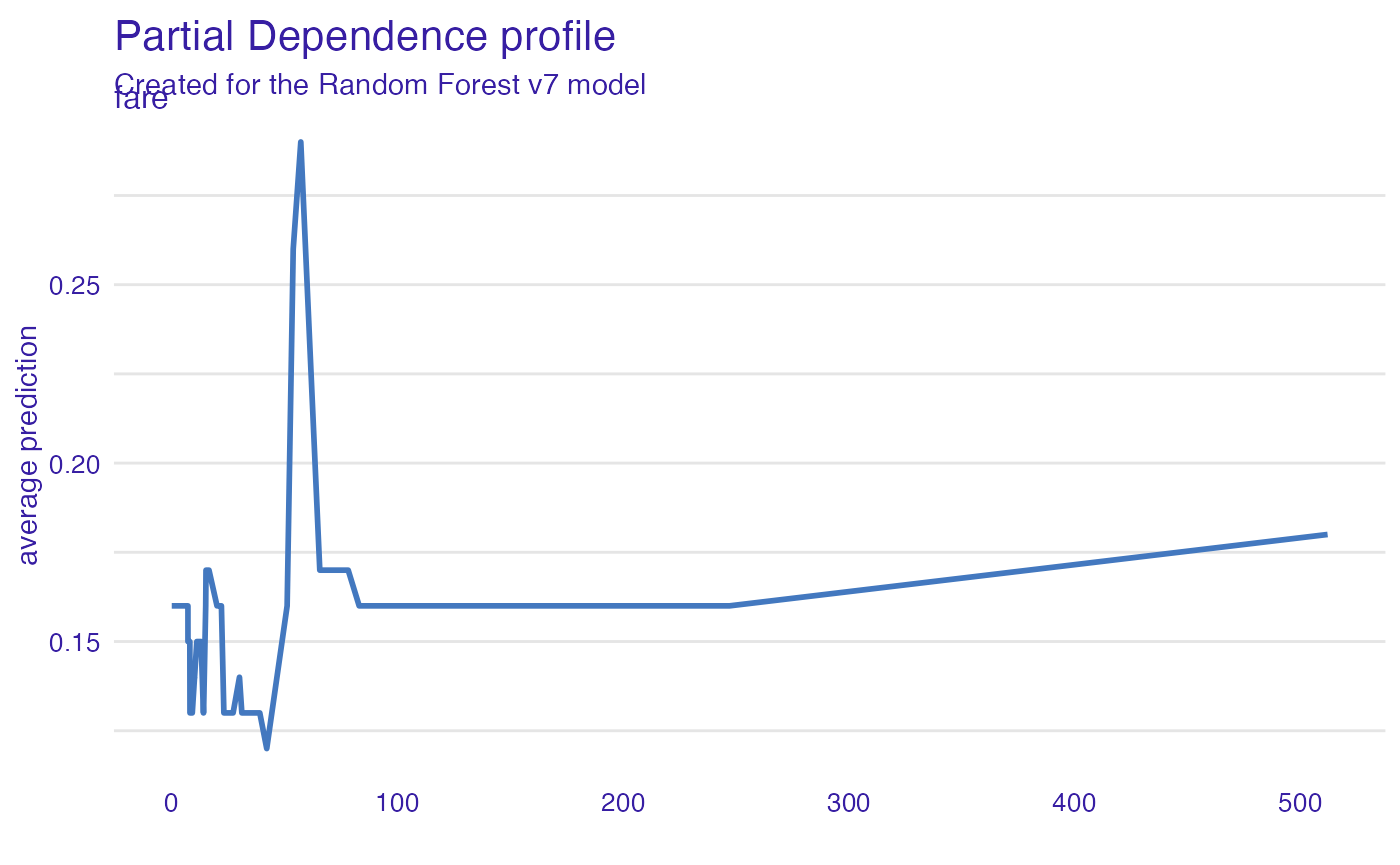 Partial Dependence profile
Created for the Random Forest v7 model
fare
average prediction
0.25
0.20
0.15
0 100 200 300 400 500